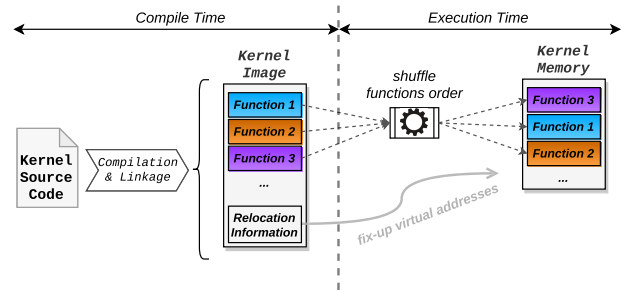 Compile Time
Execution Time
Kernel
Image
Kernel
Memory
shuffle
functions order
Function 1
Function 2
Function 3
...
Relocation
Information
Kernel
Source
Code
Compilation
& Linkage
Function 3
Function 1
Function 2
...
fix-up virtual addresses